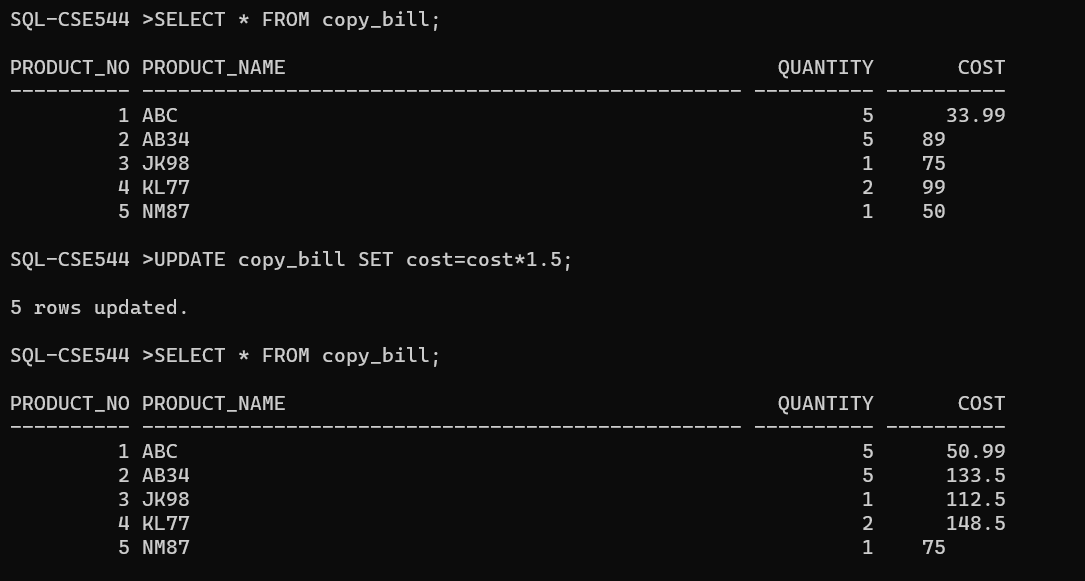 SQL-CSE544 >SELECT * FROM copy_bill;
PRODUCT_NO PRODUCT_NAME                                         QUANTITY       COST
---------- -------------------------------------------------- ---------- ----------
         1 ABC                                                         5      33.99
         2 AB34                                                        5    89
         3 JK98                                                        1    75
         4 KL77                                                        2    99
         5 NM87                                                        1    50
SQL-CSE544 >UPDATE copy_bill SET cost=cost*1.5;
5 rows updated.
SQL-CSE544 >SELECT * FROM copy_bill;
PRODUCT_NO PRODUCT_NAME                                         QUANTITY       COST
---------- -------------------------------------------------- ---------- ----------
         1 ABC                                                         5      50.99
         2 AB34                                                        5      133.5
         3 JK98                                                        1      112.5
         4 KL77                                                        2      148.5
         5 NM87                                                        1    75